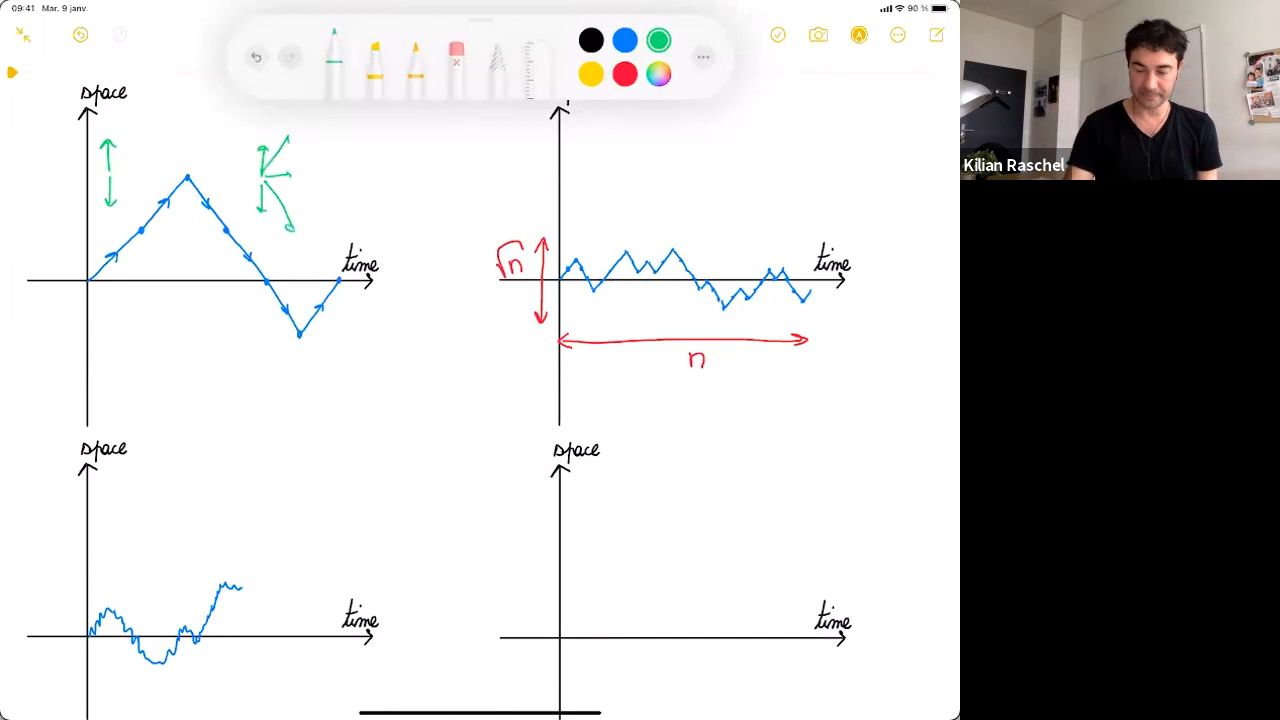 09:41 Mar. 9 janv.
90 %
space
time
√n
time
n
Kilian Raschel
space
time
space
time